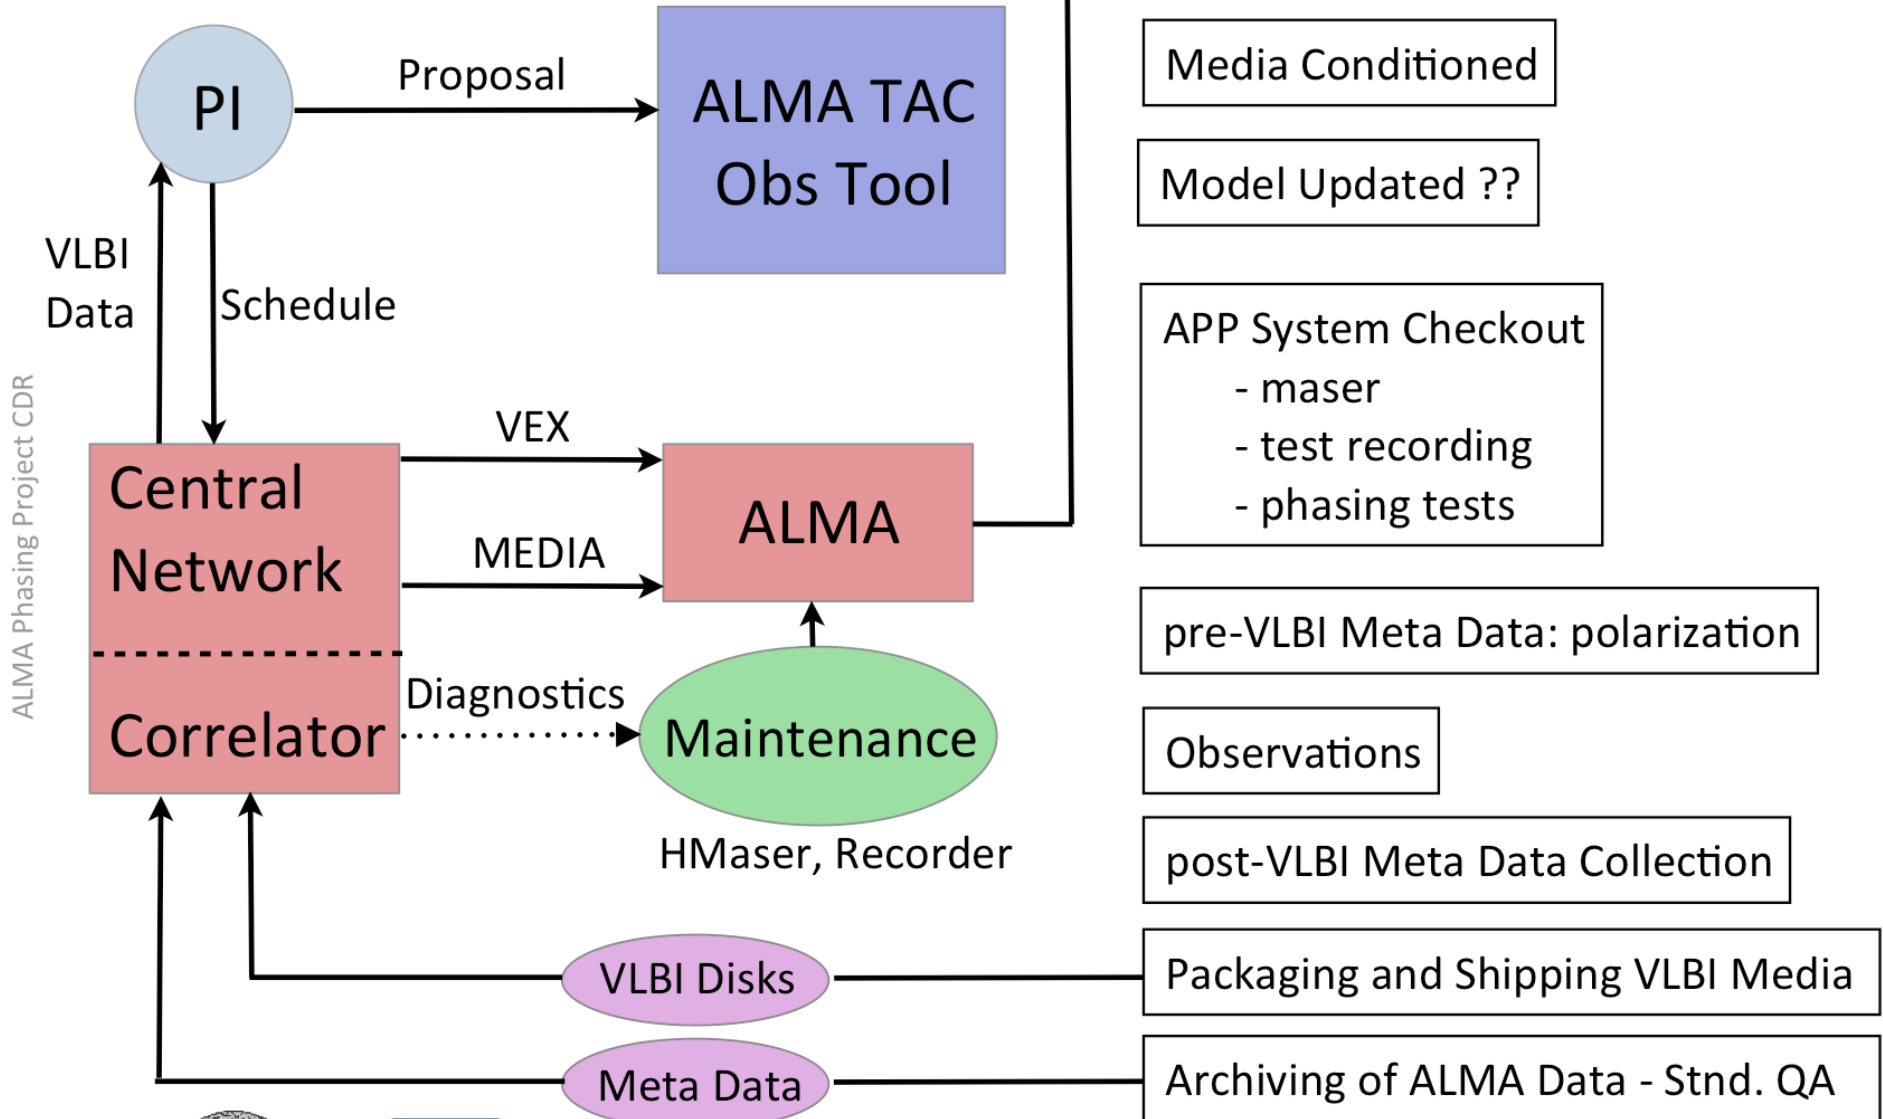 PI
Proposal
ALMA TAC
Obs Tool
VLBI
Data
Schedule
ALMA Phasing Project CDR
Central
Network
VEX
MEDIA
ALMA
Correlator
Diagnostics
Maintenance
HMaser, Recorder
VLBI Disks
Meta Data
Media Conditioned
Model Updated ??
APP System Checkout
- maser
- test recording
- phasing tests
pre-VLBI Meta Data: polarization
Observations
post-VLBI Meta Data Collection
Packaging and Shipping VLBI Media
Archiving of ALMA Data - Stnd. QA